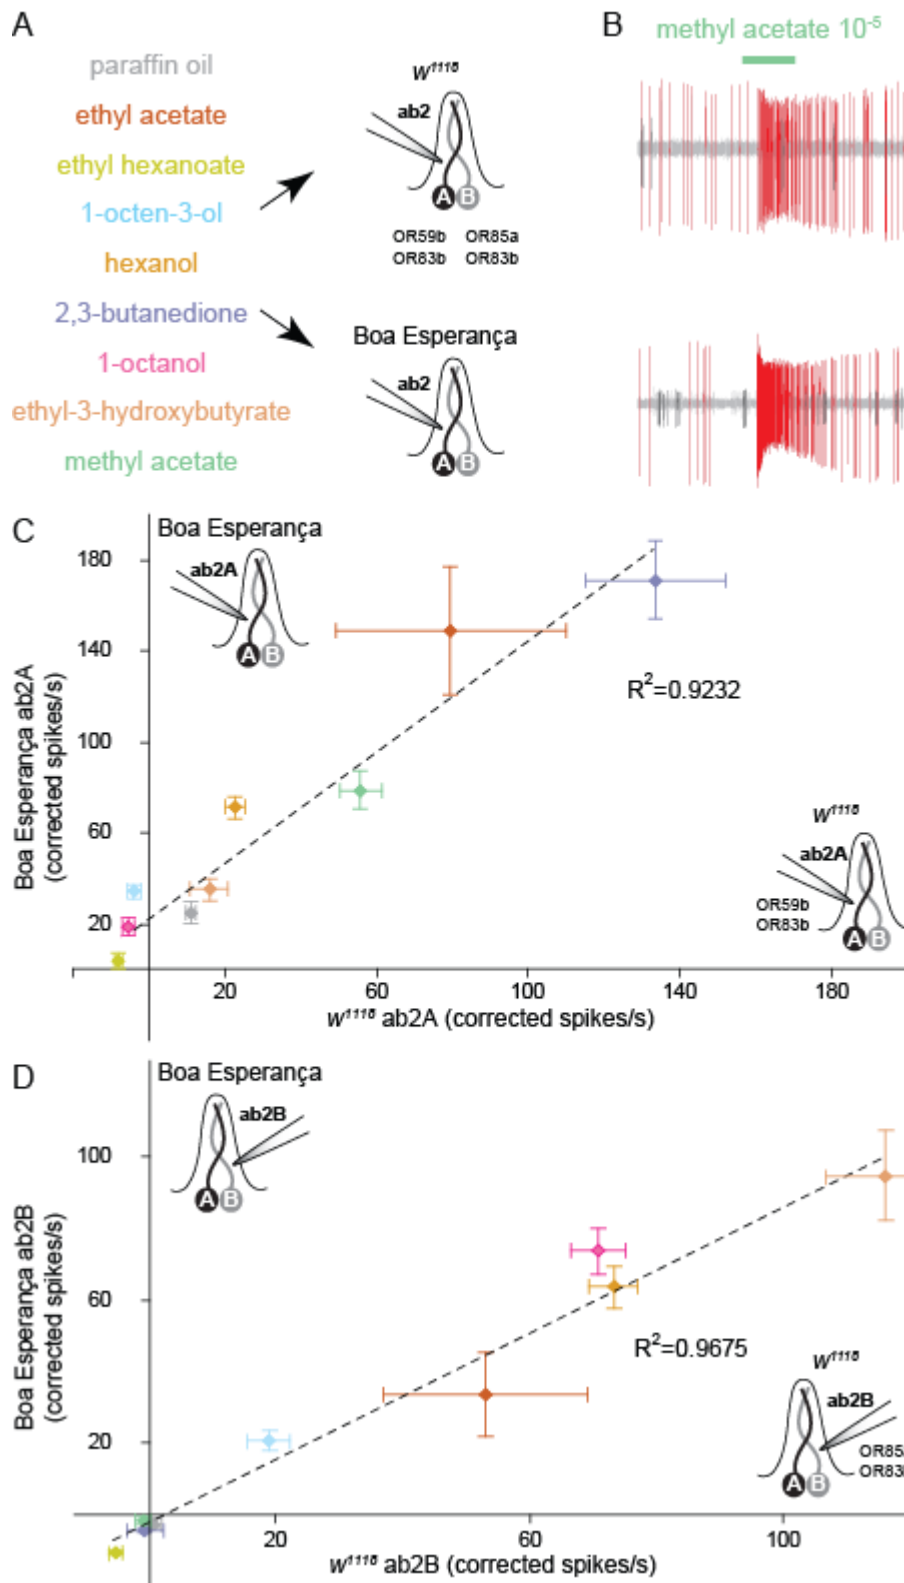 A
B
methyl acetate 10-5
paraffin oil
ethyl acetate
ethyl hexanoate
1-octen-3-ol
hexanol
2,3-butanedione
1-octanol
ethyl-3-hydroxybutyrate
methyl acetate
w1118
ab2
A B
OR59b OR85a
OR83b OR83b
Boa Esperança
ab2
A B
C
Boa Esperança
ab2A
A B
180
140
100
60
20
Boa Esperança ab2A
(corrected spikes/s)
R2=0.9232
w1118
ab2A
OR59b
OR83b
A B
20 60 100 140 180
w1118 ab2A (corrected spikes/s)
D
Boa Esperança
ab2B
A B
100
60
20
Boa Esperança ab2B
(corrected spikes/s)
R2=0.9675
w1118
ab2B
OR85
OR83
A B
20 60 100
w1118 ab2B (corrected spikes/s)